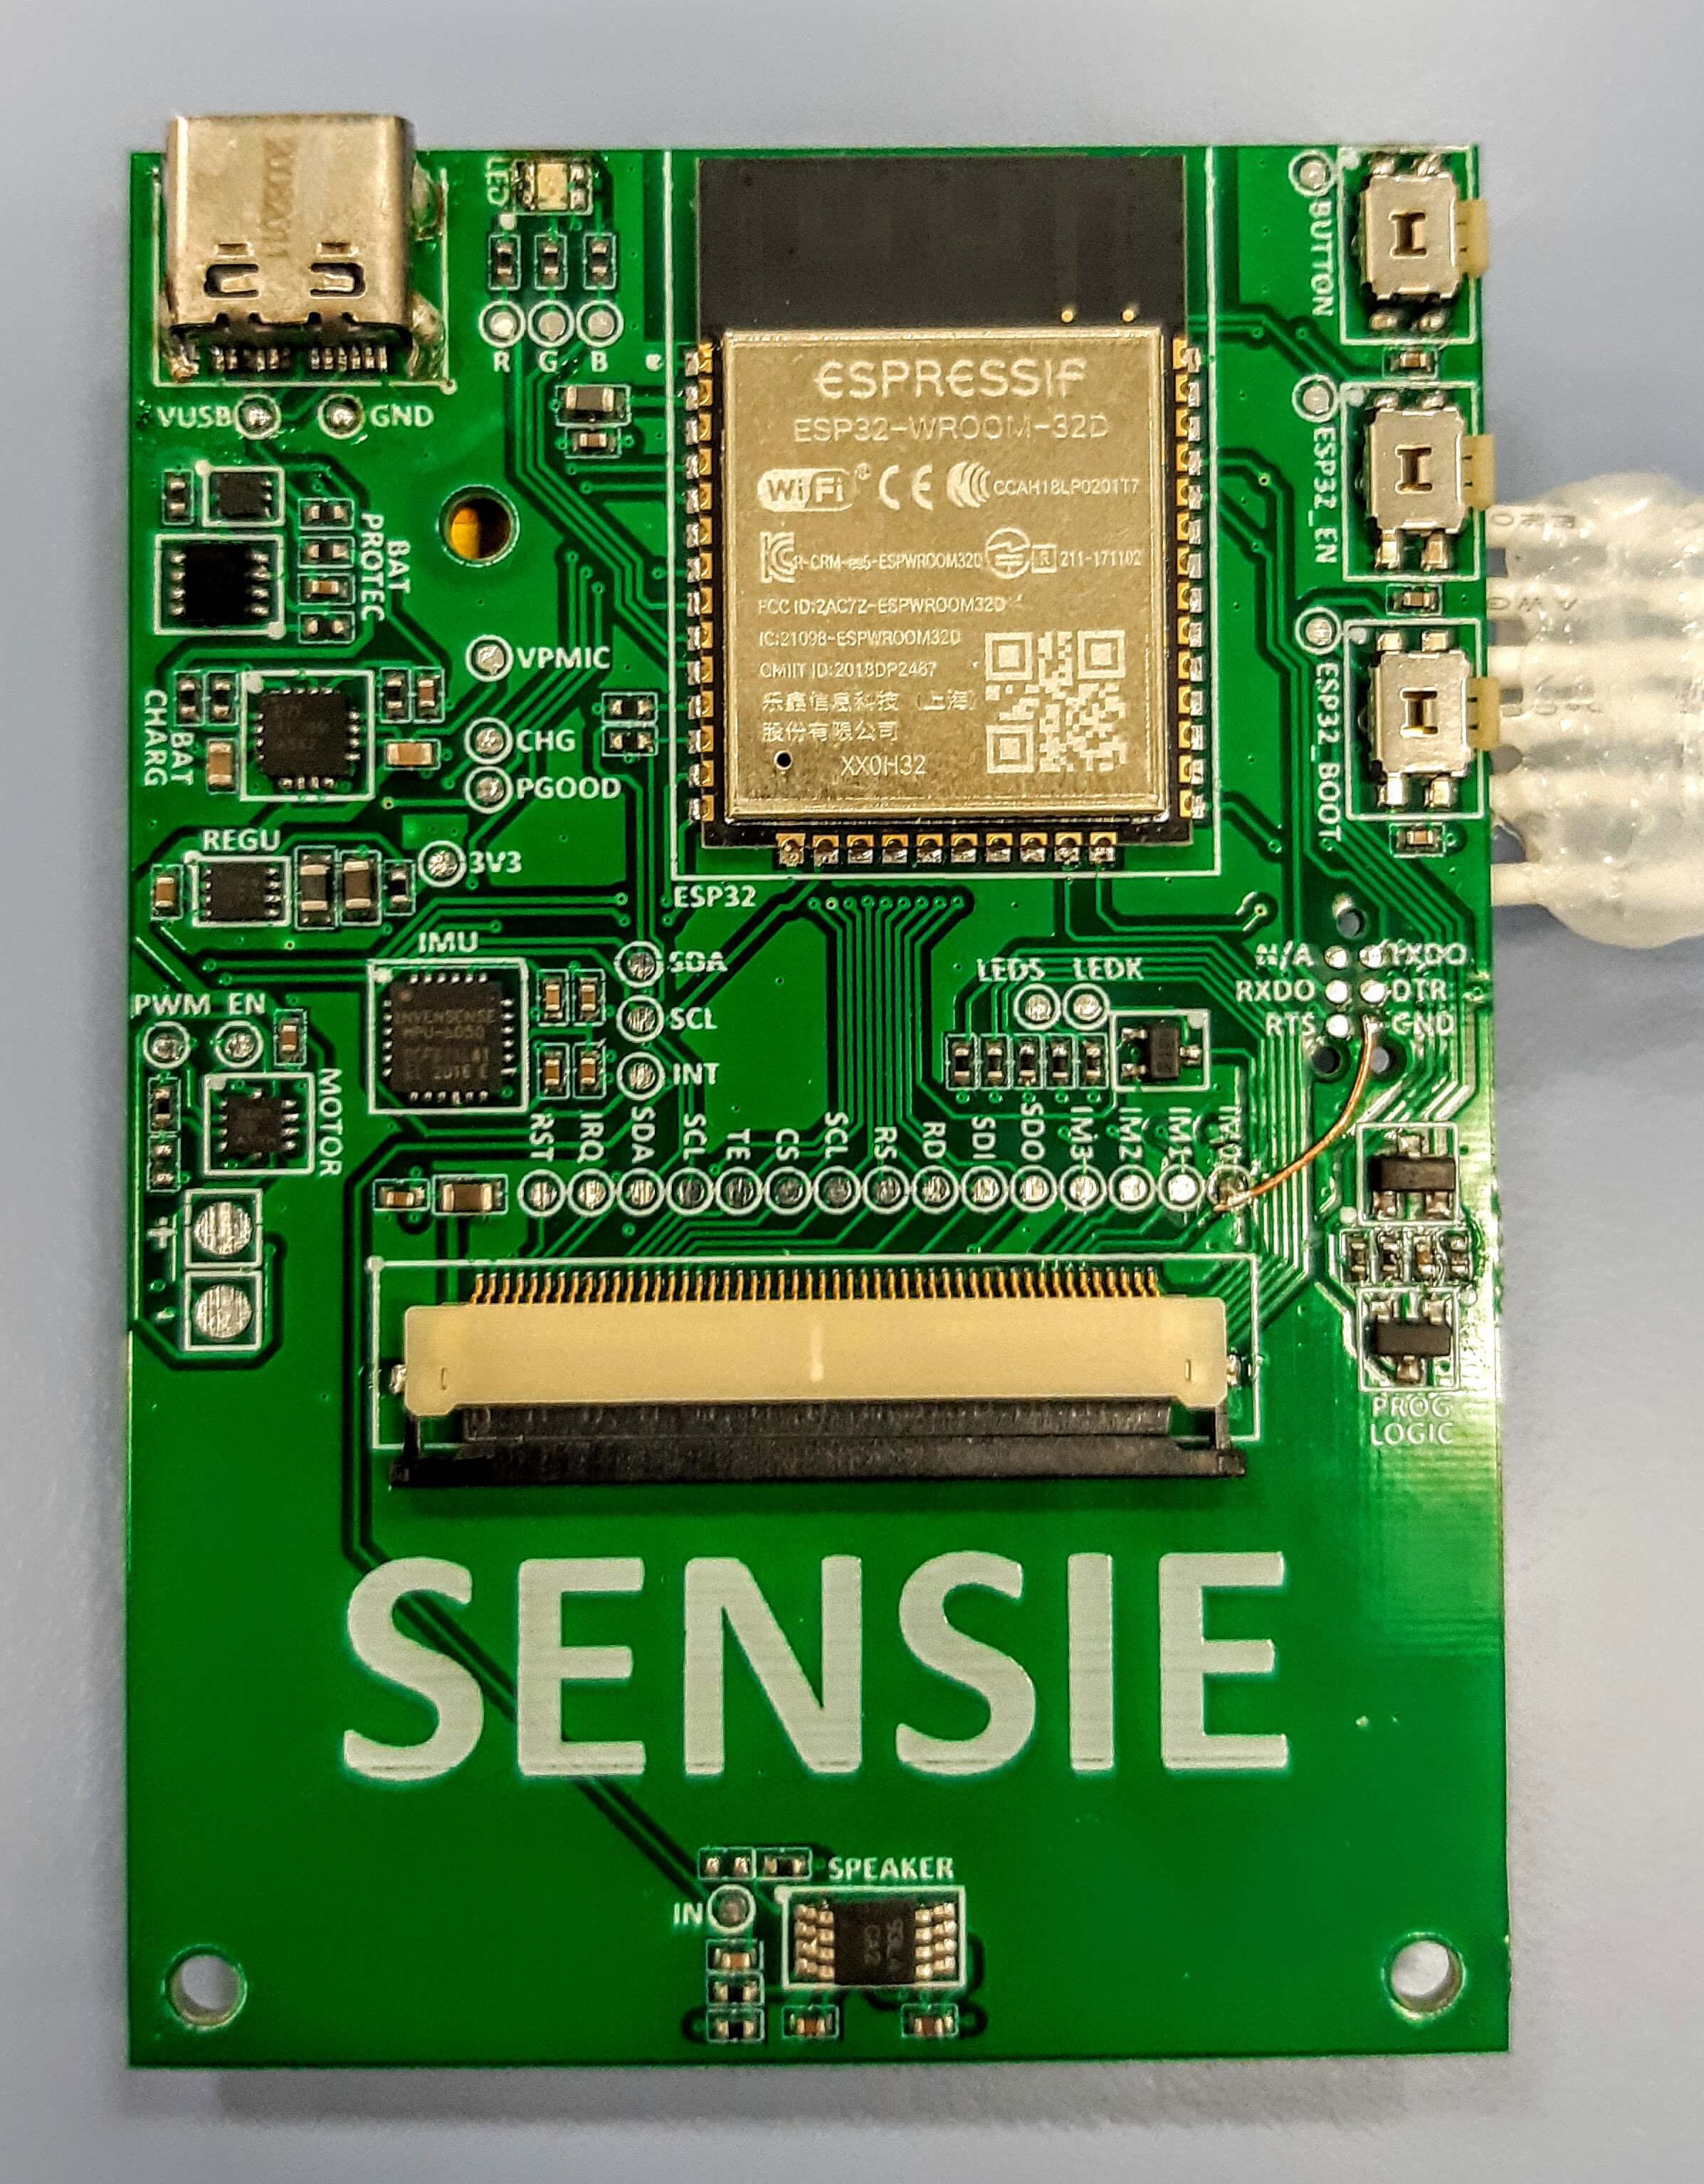 LED
R G B
VUSB GND
BUTTON
ESPRESSIF
ESP32-WROOM-32D
WiFi ® CE CCAH18LP0201T7
R-CRM-es5-ESPWROOM32D R 211-171102
FCC ID:2AC7Z-ESPWROOM32D
IC:21098-ESPWROOM32D
CMIIT ID:2018DP2467
乐鑫信息科技(上海)
股份有限公司
XX0H32
ESP32_EN
ESP32_BOOT
BAT
PROTEC
VPMIC
CHG
PGOOD
BAT
CHARG
REGU
3V3
ESP32
IMU
INVENSENSE
MPU-6050
SDA
SCL
INT
PWM EN
MOTOR
+
-
LEDS LEDK
N/A TXDO
RXDO DTR
RTS GND
RST IRQ SDA SCL TE CS SCL RS RD SDI SDO IM3 IM2 IM1 IM0
PROG
LOGIC
SENSIE
SPEAKER
IN